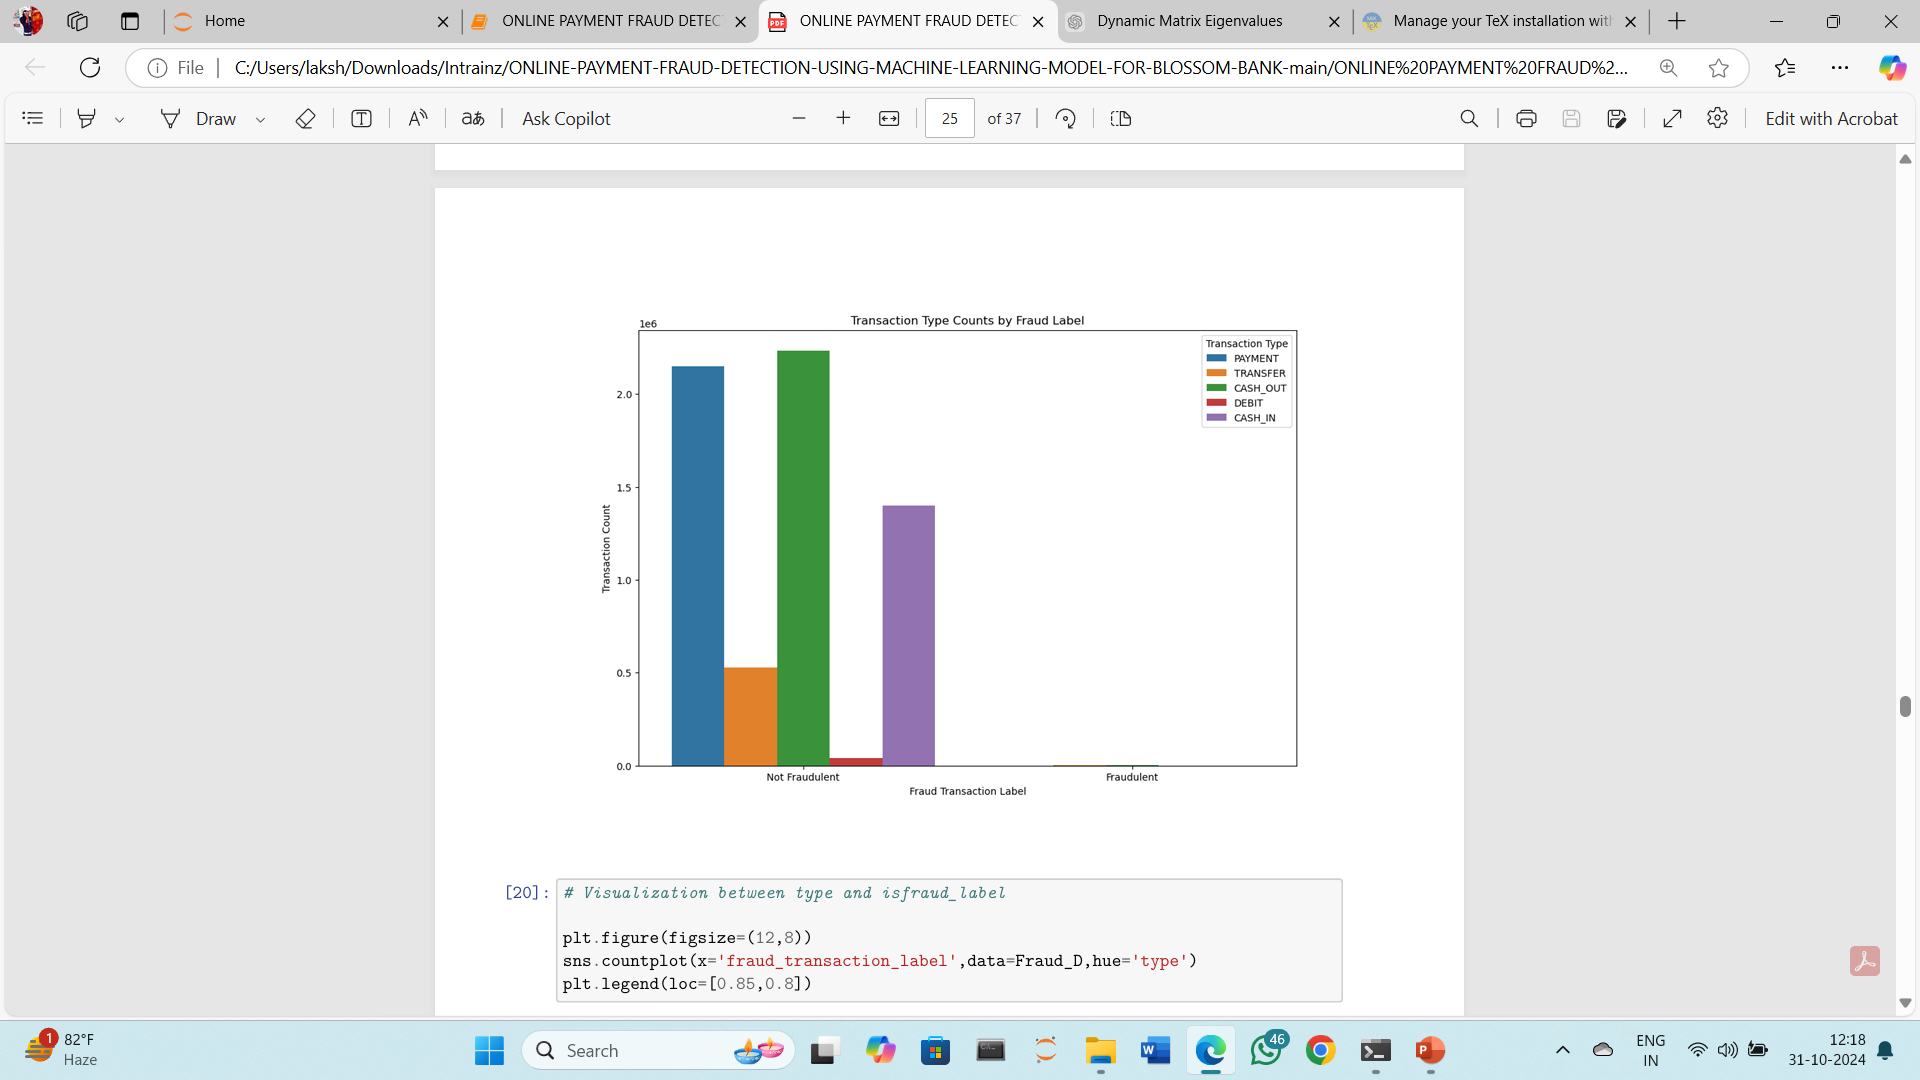 Home
ONLINE PAYMENT FRAUD DETEC
ONLINE PAYMENT FRAUD DETEC
Dynamic Matrix Eigenvalues
Manage your TeX installation with
File
C:/Users/laksh/Downloads/Intrainz/ONLINE-PAYMENT-FRAUD-DETECTION-USING-MACHINE-LEARNING-MODEL-FOR-BLOSSOM-BANK-main/ONLINE%20PAYMENT%20FRAUD%2...
Draw
Ask Copilot
25
of 37
Edit with Acrobat
Transaction Type Counts by Fraud Label
1e6
Transaction Type
PAYMENT
TRANSFER
CASH_OUT
DEBIT
CASH_IN
2.0
1.5
1.0
0.5
0.0
Transaction Count
Not Fraudulent
Fraudulent
Fraud Transaction Label
[20]:
# Visualization between type and isfraud_label
plt.figure(figsize=(12,8))
sns.countplot(x='fraud_transaction_label',data=Fraud_D,hue='type')
plt.legend(loc=[0.85,0.8])
1
82°F
Haze
Search
46
ENG
IN
12:18
31-10-2024